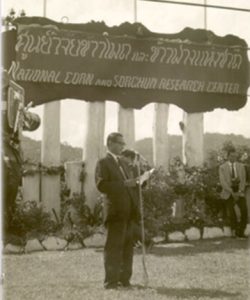 ศูนย์วิจัยข้าวโพด และ ข้าวฟ่างแห่งชาติ
NATIONAL CORN AND SORGHUM RESEARCH CENTER